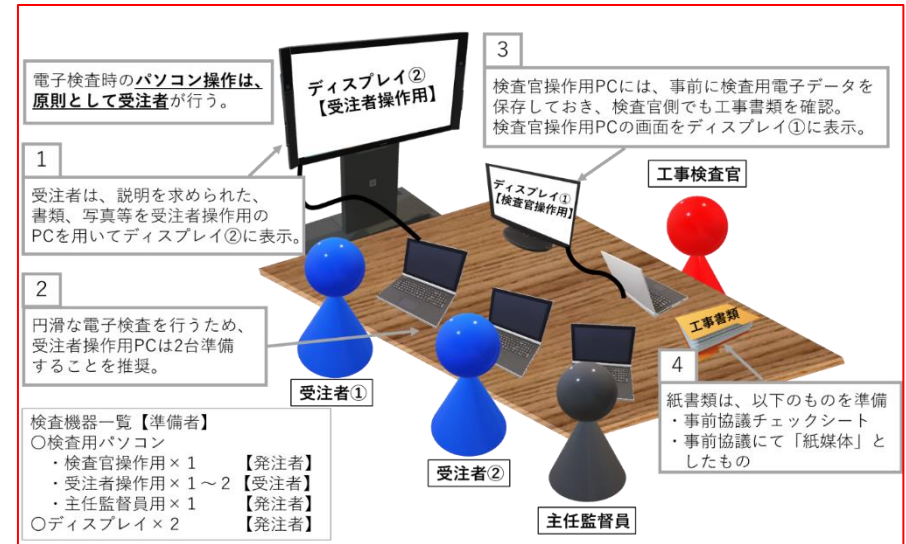 電子検査時のパソコン操作は、
原則として受注者が行う。
ディスプレイ②
【受注者操作用】
3
検査官操作用PCには、事前に検査用電子データを
保存しておき、検査官側でも工事書類を確認。
検査官操作用PCの画面をディスプレイ①に表示。
1
受注者は、説明を求められた、
書類、写真等を受注者操作用の
PCを用いてディスプレイ②に表示。
ディスプレイ①
【検査官操作用】
工事検査官
2
円滑な電子検査を行うため、
受注者操作用PCは2台準備
することを推奨。
工事書類
4
紙書類は、以下のものを準備
・事前協議チェックシート
・事前協議にて「紙媒体」と
したもの
受注者①
受注者②
主任監督員
検査機器一覧【準備者】
○検査用パソコン
・検査官操作用×1 【発注者】
・受注者操作用×1~2【受注者】
・主任監督員用×1 【発注者】
○ディスプレイ×2 【発注者】